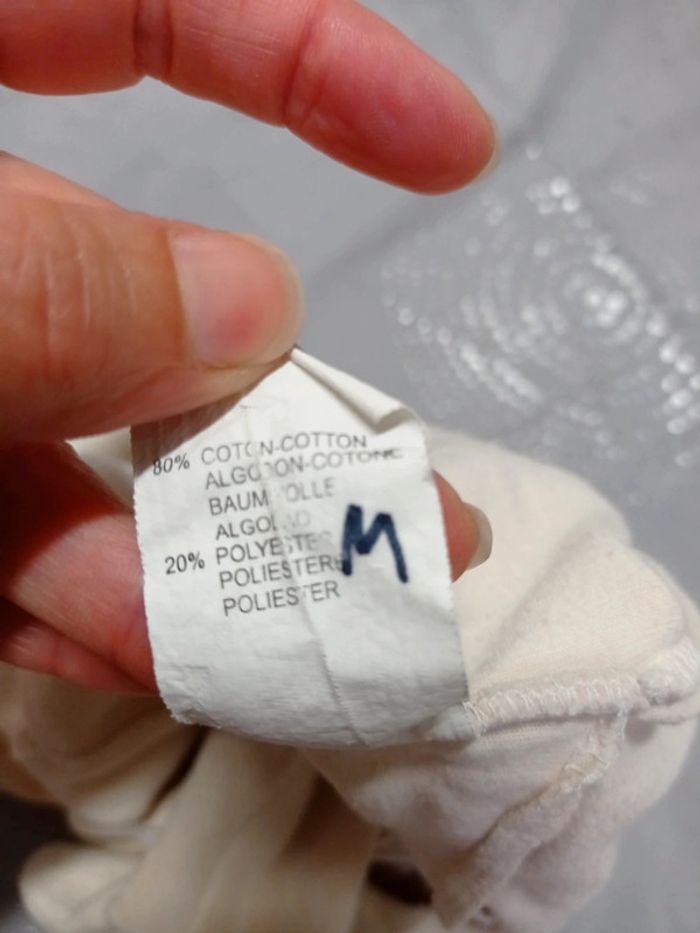 80% COTON-COTTON
ALGODON-COTONE
BAUMWOLLE
ALGODAO
20% POLYESTER
POLIESTERE
POLIESTER
M